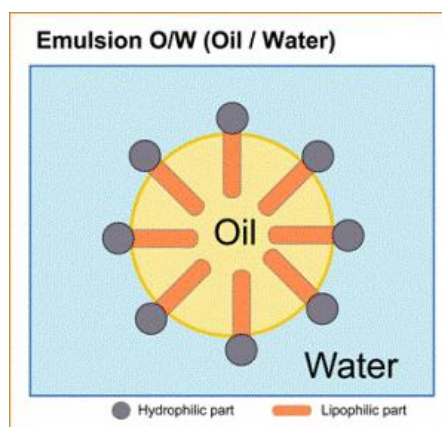 Emulsion O/W (Oil / Water)
Oil
Water
Hydrophilic part
Lipophilic part